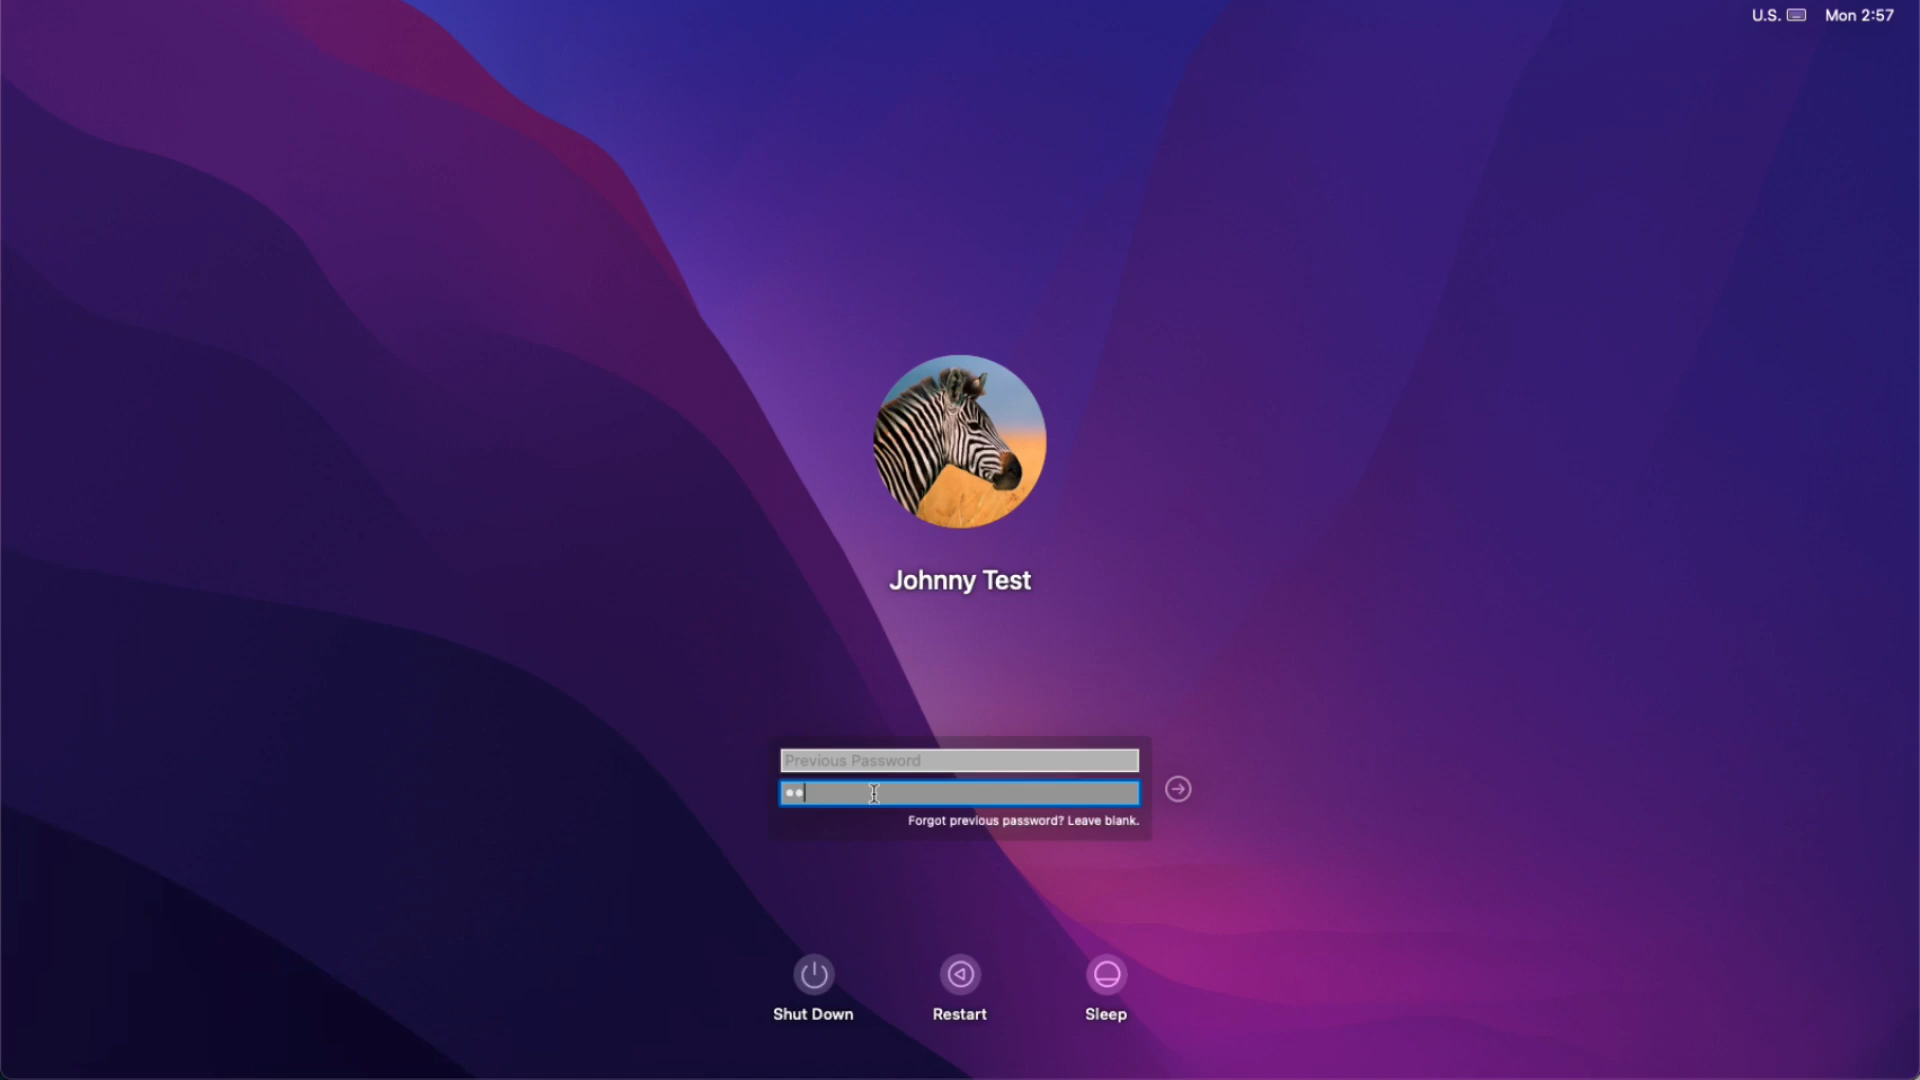 U.S. Mon 2:57
Johnny Test
Previous Password
Forgot previous password? Leave blank.
Shut Down Restart Sleep